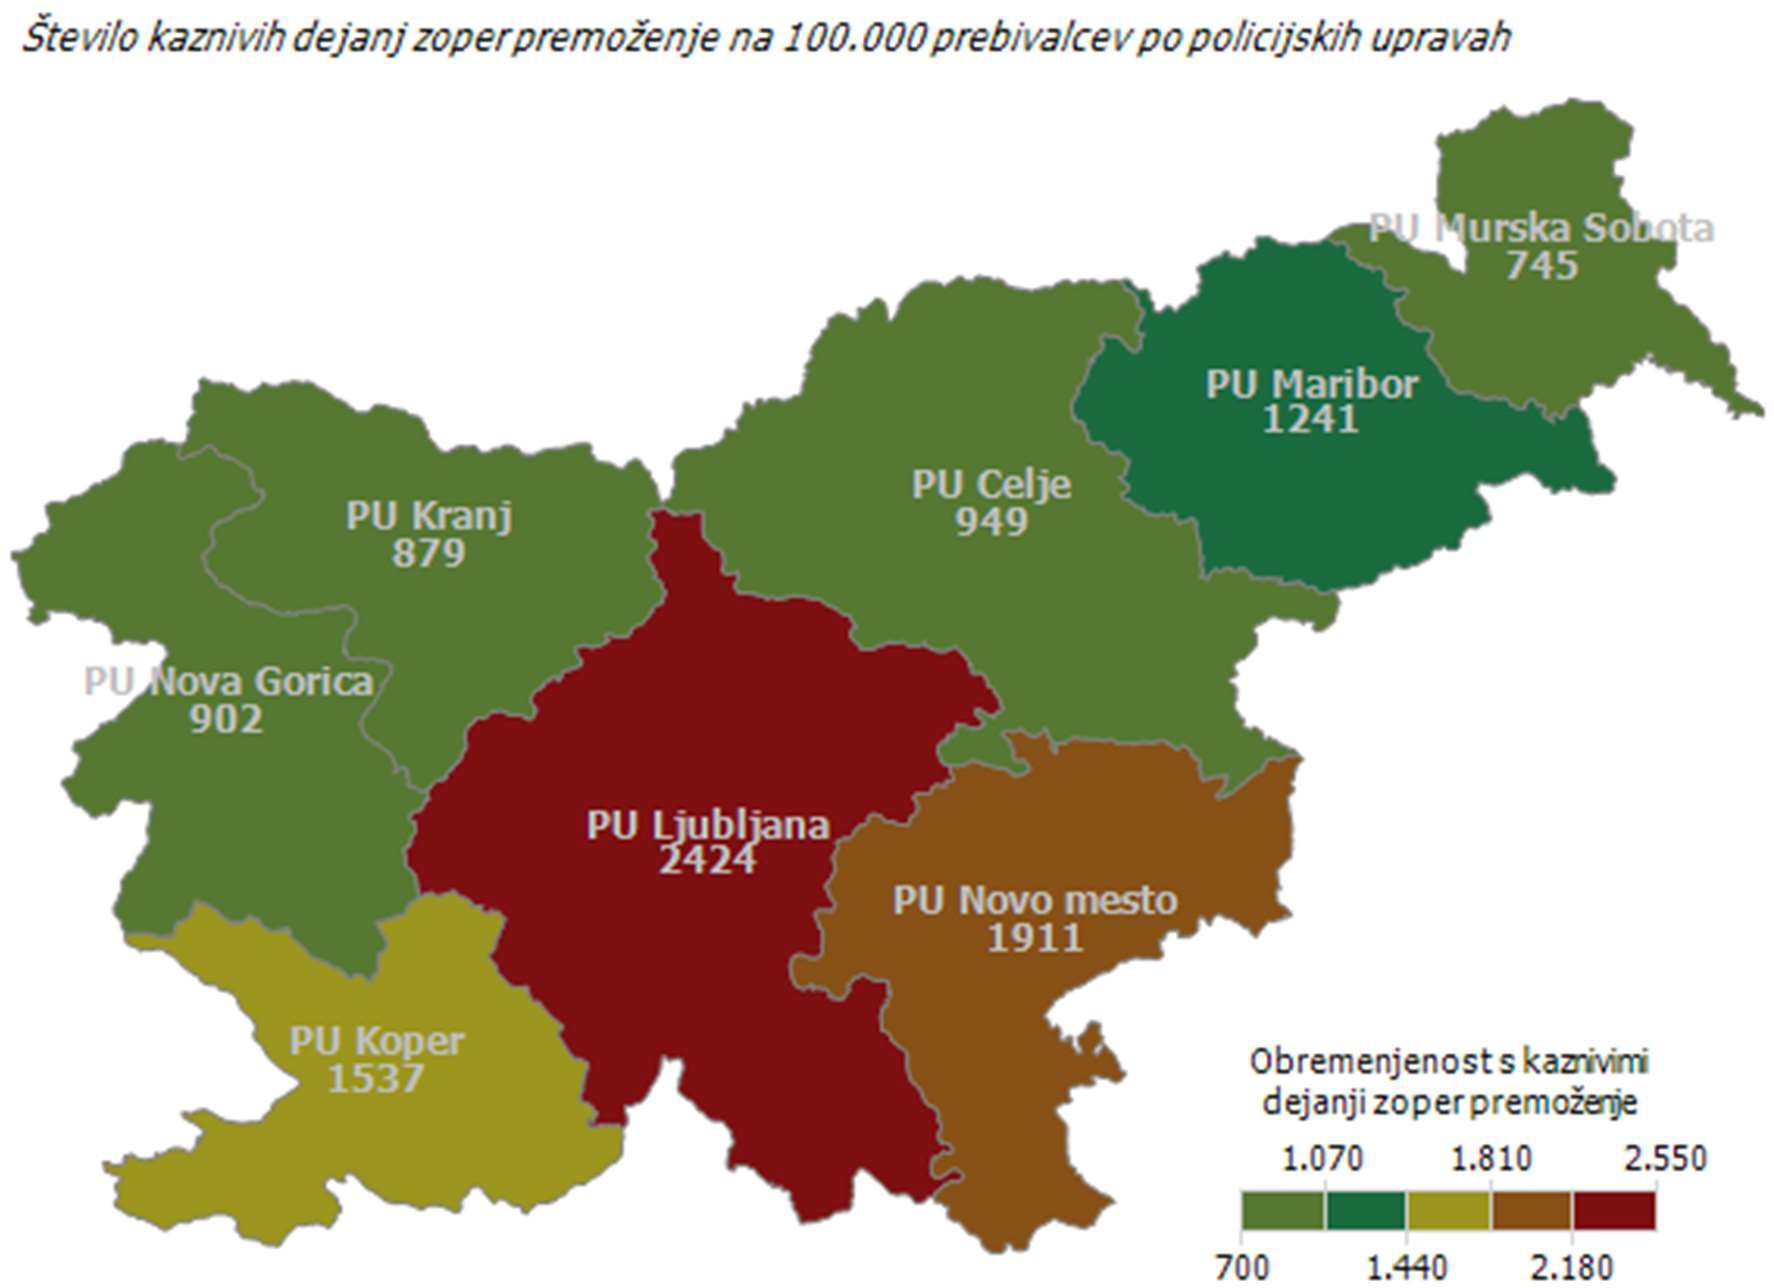 Število kaznivih dejanj zoper premoženje na 100.000 prebivalcev po policijskih upravah
PU Murska Sobota
745
PU Maribor
1241
PU Celje
949
PU Kranj
879
PU Nova Gorica
902
PU Ljubljana
2424
PU Novo mesto
1911
PU Koper
1537
Obremenjenost s kaznivimi
dejanji zoper premoženje
1.070 1.810 2.550
700 1.440 2.180